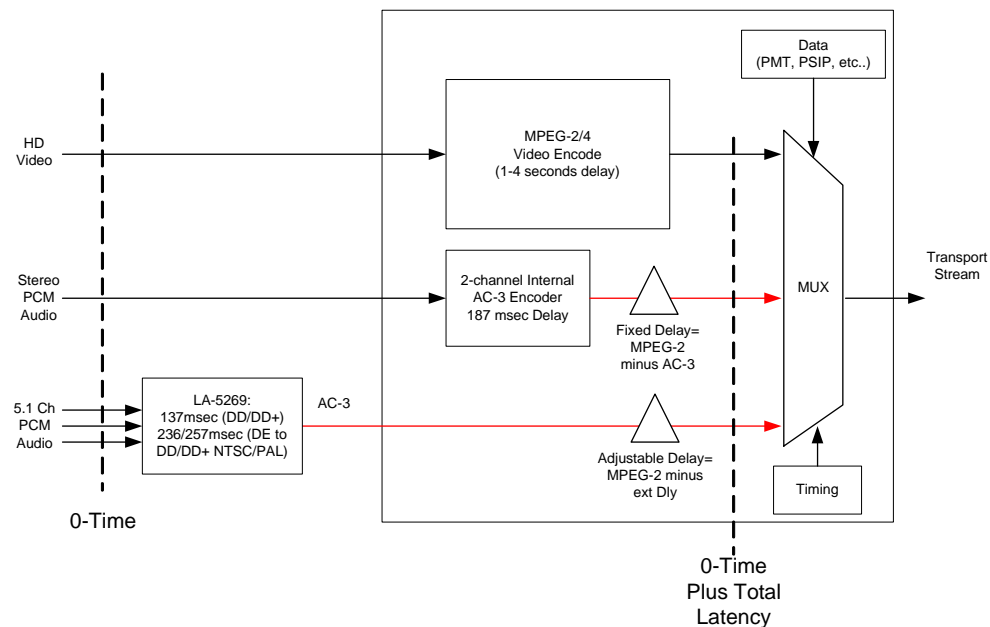 Data
(PMT, PSIP, etc..)
HD
Video
MPEG-2/4
Video Encode
(1-4 seconds delay)
Stereo
PCM
Audio
2-channel Internal
AC-3 Encoder
187 msec Delay
Fixed Delay=
MPEG-2
minus AC-3
MUX
Transport
Stream
5.1 Ch
PCM
Audio
LA-5269:
137msec (DD/DD+)
236/257msec (DE to
DD/DD+ NTSC/PAL)
AC-3
Adjustable Delay=
MPEG-2 minus
ext Dly
Timing
0-Time
0-Time
Plus Total
Latency